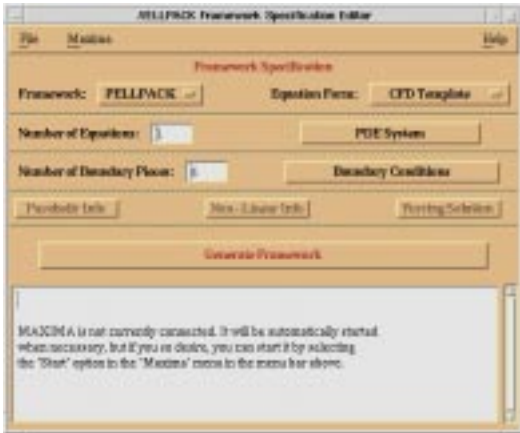 PELLPACK Framework Specification Editor
File Maxima Help
Framework Specification
Framework: PELLPACK Equation Form: CFD Template
Number of Equations: PDE System
Number of Boundary Pieces: Boundary Conditions
Parabolic Info Non-Linear Info Forcing Solution
Generate Framework
MAXIMA is not currently connected. It will be automatically started
when necessary, but if you so desire, you can start it by selecting
the "Start" option in the "Maxima" menu in the menu bar above.